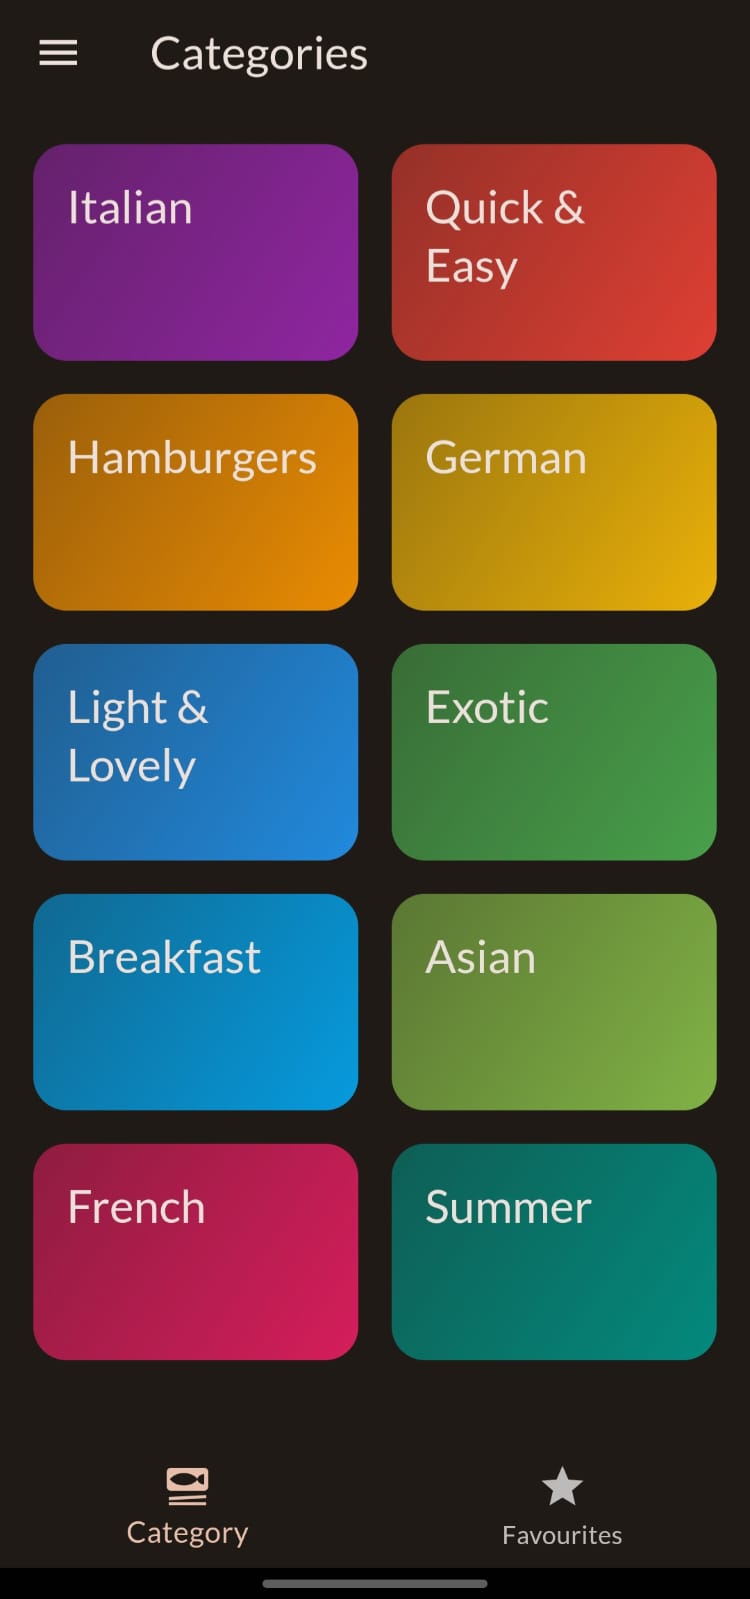 Categories
Italian
Quick &
Easy
Hamburgers
German
Light &
Lovely
Exotic
Breakfast
Asian
French
Summer
Category
Favourites